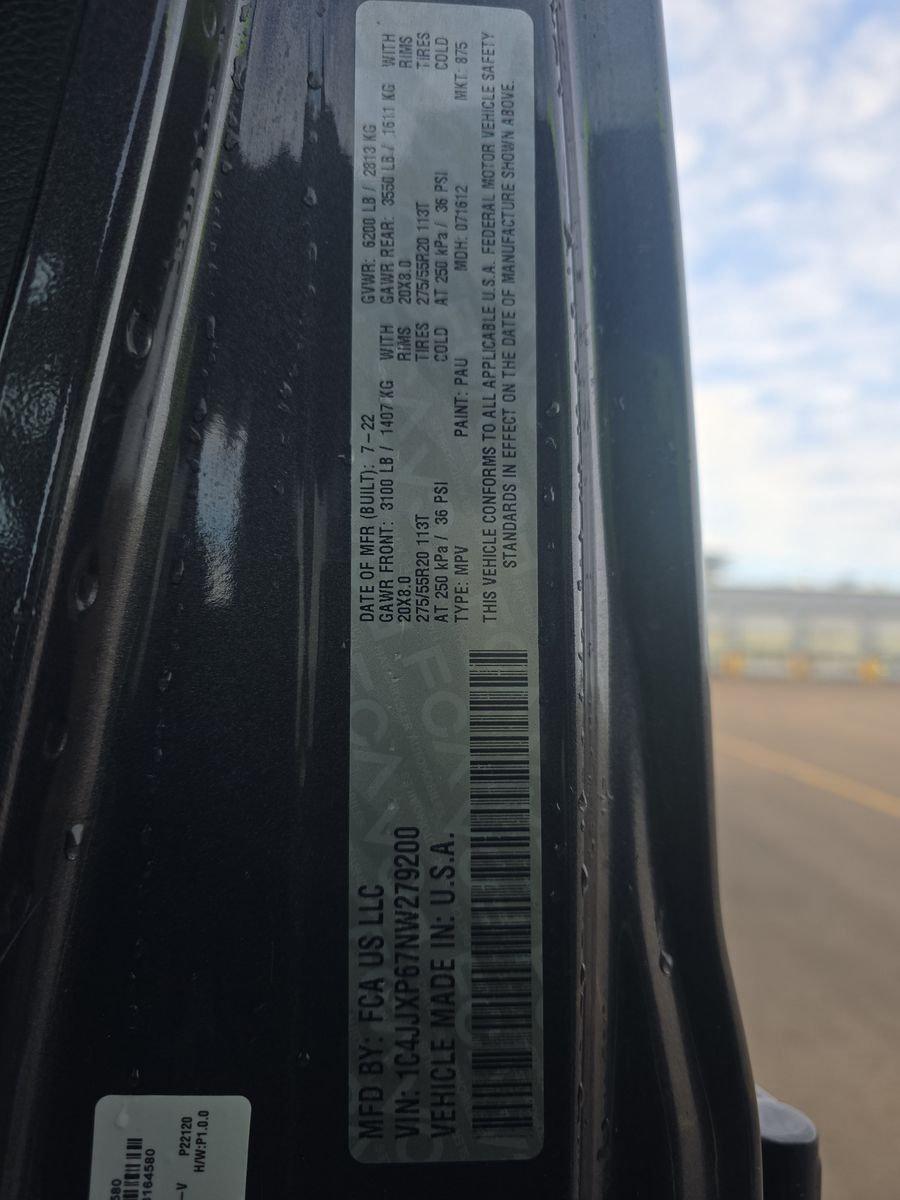 MFD BY: FCA US LLC
VIN: 1C4JJXP67NW279200
VEHICLE MADE IN: U.S.A.
DATE OF MFR (BUILT): 7-22 GVWR: 6200 LB / 2813 KG
GAWR FRONT: 3100 LB / 1407 KG WITH GAWR REAR: 3550 LB / 1611 KG WITH
20X8.0 RIMS 20X8.0 RIMS
275/55R20 113T TIRES 275/55R20 113T TIRES
AT 250 kPa / 36 PSI COLD AT 250 kPa / 36 PSI COLD
TYPE: MPV PAINT: PAU MDH: 071612 MKT: 875
THIS VEHICLE CONFORMS TO ALL APPLICABLE U.S.A. FEDERAL MOTOR VEHICLE SAFETY
STANDARDS IN EFFECT ON THE DATE OF MANUFACTURE SHOWN ABOVE.
FCA
580
164580
-V P22120
H/W:P1.0.0